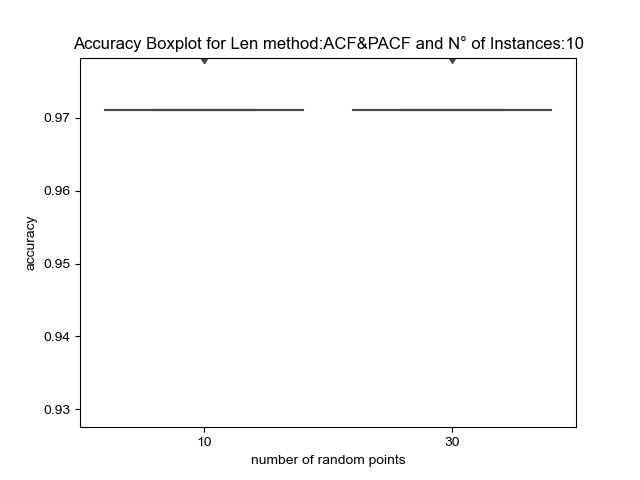 Accuracy Boxplot for Len method:ACF&PACF and N° of Instances:10
0.97
0.96
0.95
0.94
0.93
accuracy
10 30
number of random points